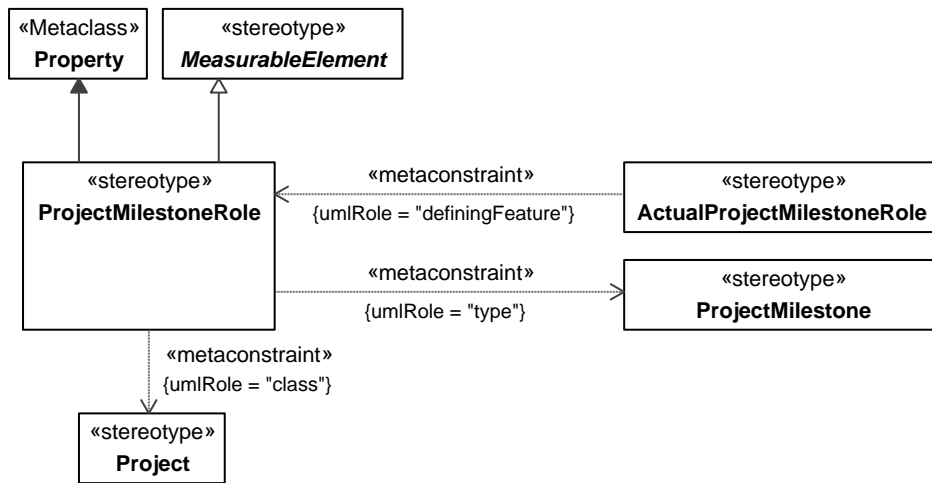 «Metaclass»
Property
«stereotype»
MeasurableElement
«stereotype»
ProjectMilestoneRole
«metaconstraint»
{umlRole = "definingFeature"}
«stereotype»
ActualProjectMilestoneRole
«metaconstraint»
{umlRole = "type"}
«stereotype»
ProjectMilestone
«metaconstraint»
{umlRole = "class"}
«stereotype»
Project